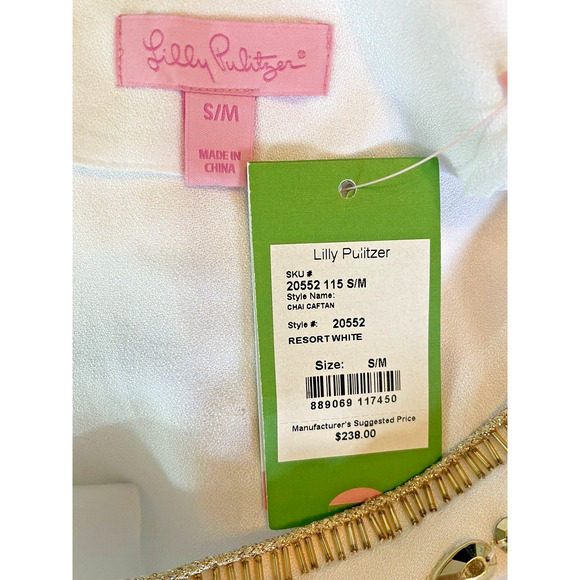 Lilly Pulitzer
S/M
MADE IN
CHINA
Lilly Pulitzer
SKU #
20552 115 S/M
Style Name:
CHAI CAFTAN
Style #: 20552
RESORT WHITE
Size: S/M
889069 117450
Manufacturer's Suggested Price
$238.00